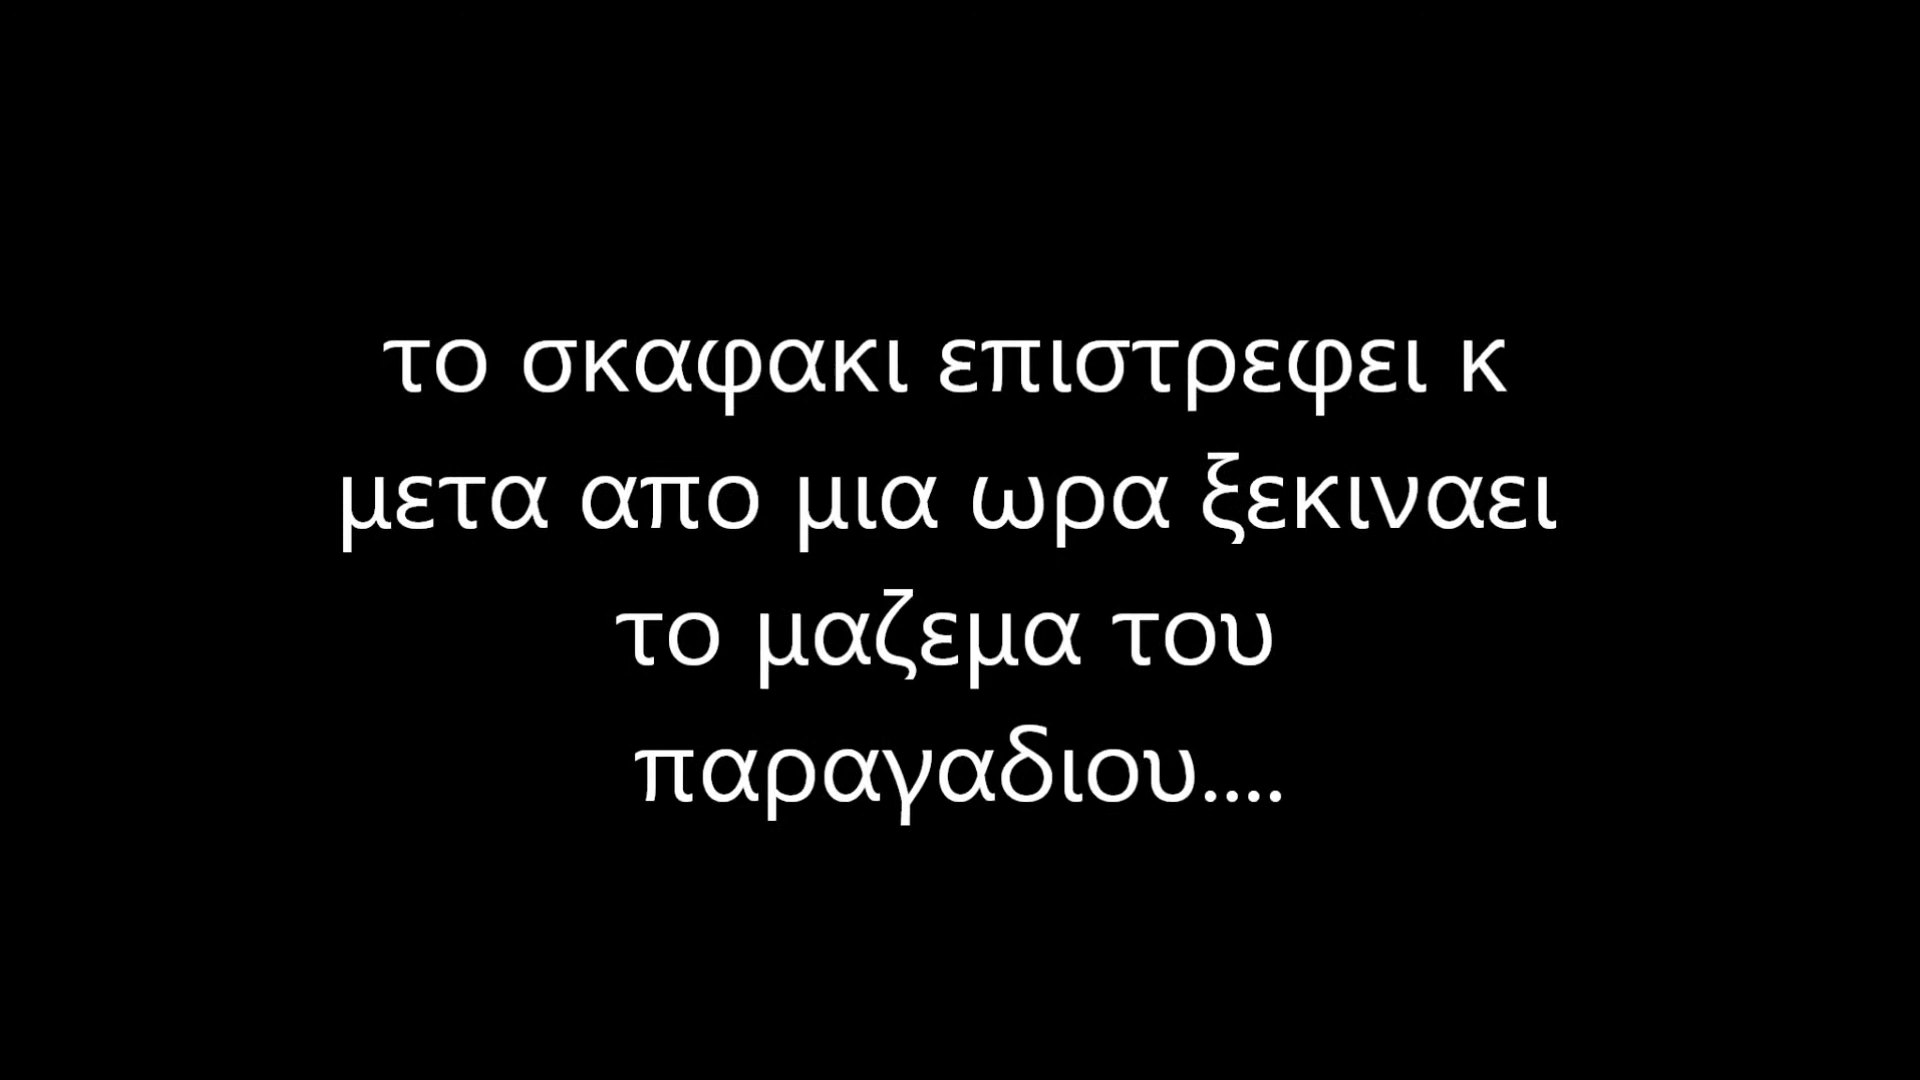 το σκαφακι επιστρεφει κ
μετα απο μια ωρα ξεκιναει
το μαζεμα του
παραγαδιου....